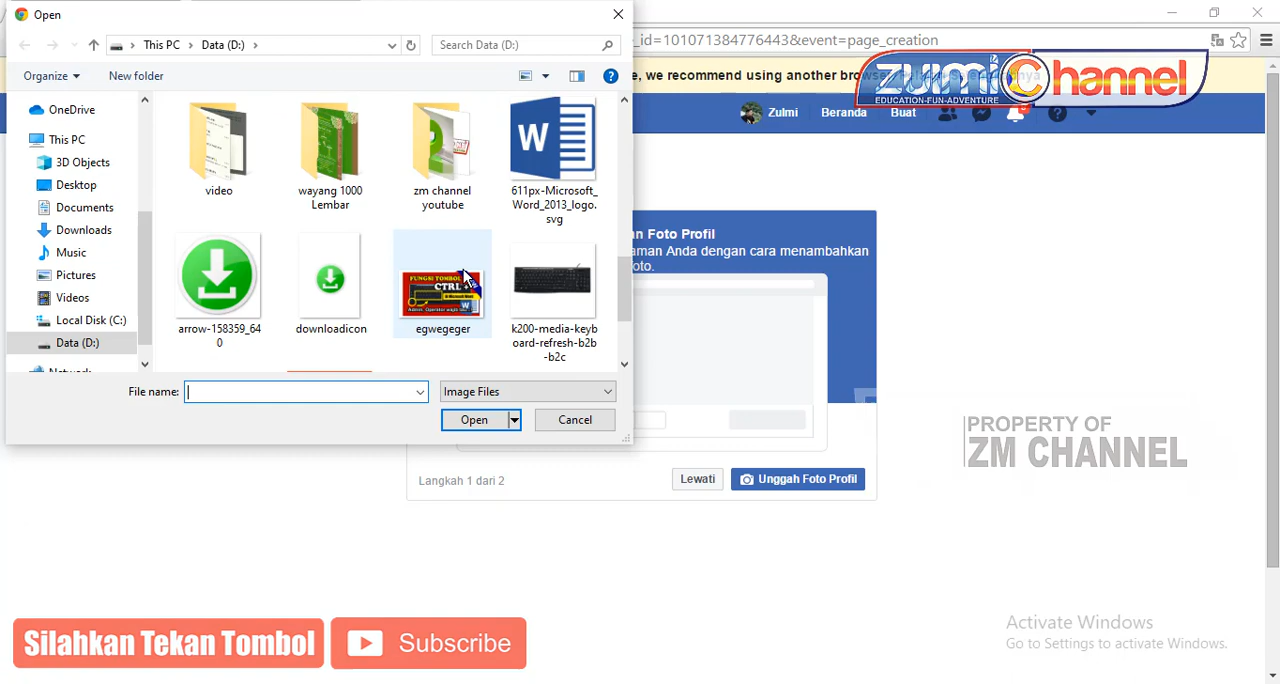 Open
This PC
Data (D:)
Search Data (D:)
_id=101071384776443&event=page_creation
Organize
New folder
e, we recommend using another brow
zulmi Channel
EDUCATION-FUN-ADVENTURE
OneDrive
This PC
3D Objects
Desktop
Documents
Downloads
Music
Pictures
Videos
Local Disk (C:)
Data (D:)
Network
video
wayang 1000
Lembar
zm channel
youtube
611px-Microsoft_
Word_2013_logo.
svg
arrow-158359_64
0
downloadicon
FUNGSI TOMBOL
CTRL +
egwegeger
k200-media-keyb
oard-refresh-b2b
-b2c
File name:
Image Files
Open
Cancel
Zulmi
Beranda
Buat
n Foto Profil
aman Anda dengan cara menambahkan
oto.
Langkah 1 dari 2
Lewati
Unggah Foto Profil
PROPERTY OF
ZM CHANNEL
Silahkan Tekan Tombol
Subscribe
Activate Windows
Go to Settings to activate Windows.